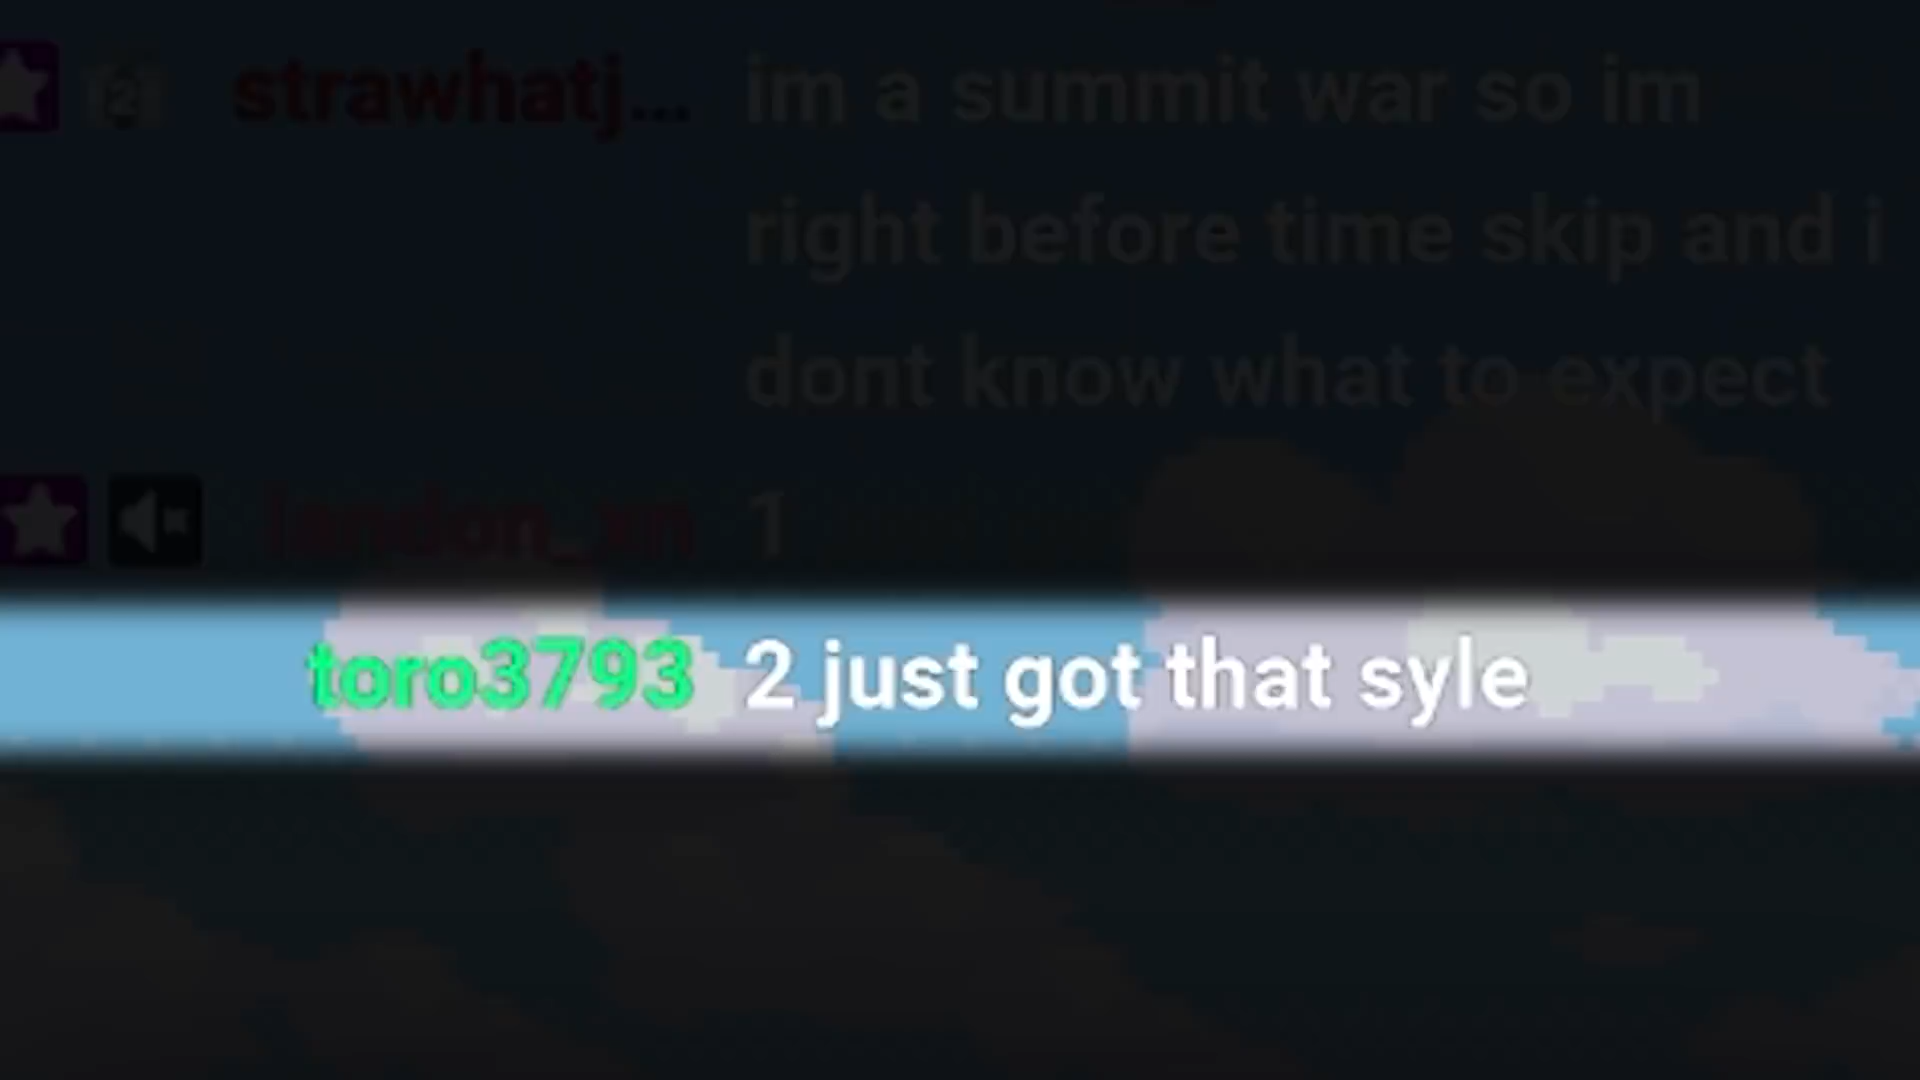 strawhatj... im a summit war so im
right before time skip and i
dont know what to expect
landon_xn 1
toro3793 2 just got that syle